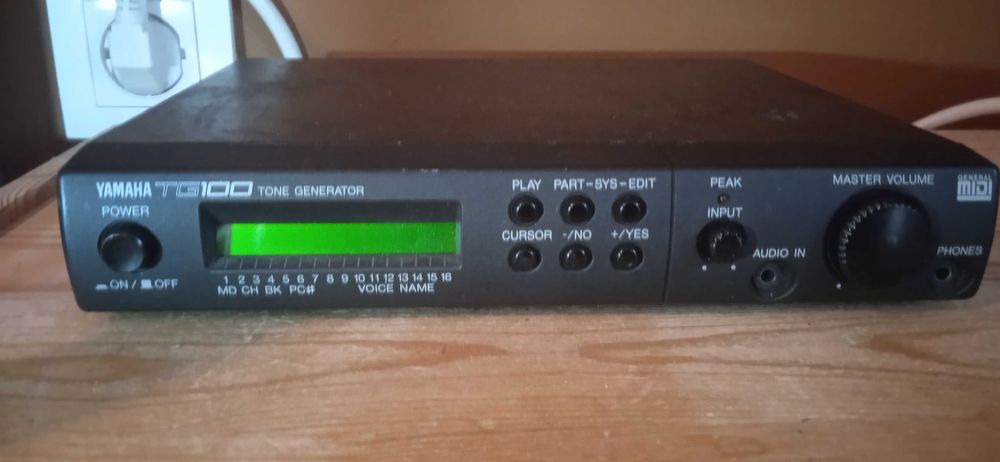 YAMAHA TG100 TONE GENERATOR
POWER
ON / OFF
1 2 3 4 5 6 7 8 9 10 11 12 13 14 15 16
MD CH BK PC# VOICE NAME
PLAY PART-SYS-EDIT
CURSOR -/NO +/YES
PEAK
INPUT
AUDIO IN
MASTER VOLUME
GENERAL
MIDI
PHONES